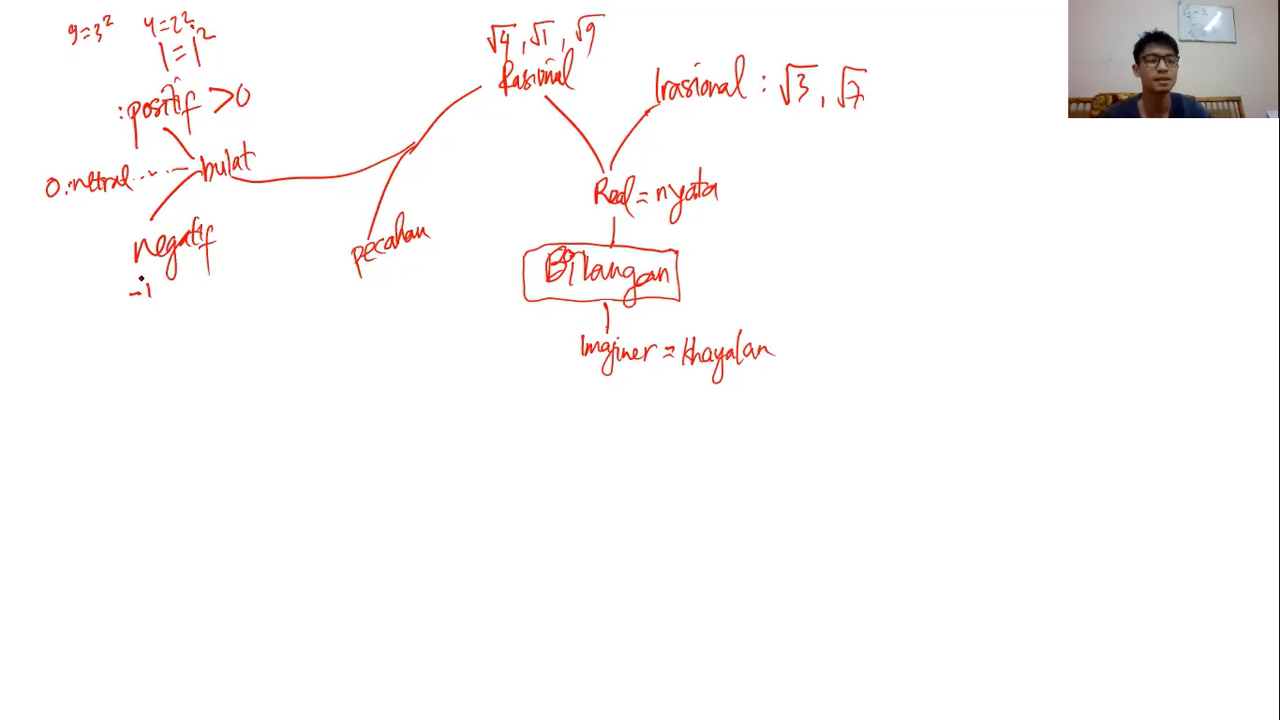 9=3² 4=2²
1=1²
√4, √1, √9
Rasional
Irasional : √3, √7
:positif >0
bulat
0:netral
Real = nyata
negatif
pecahan
Bilangan
-1
Imajiner = Khayalan